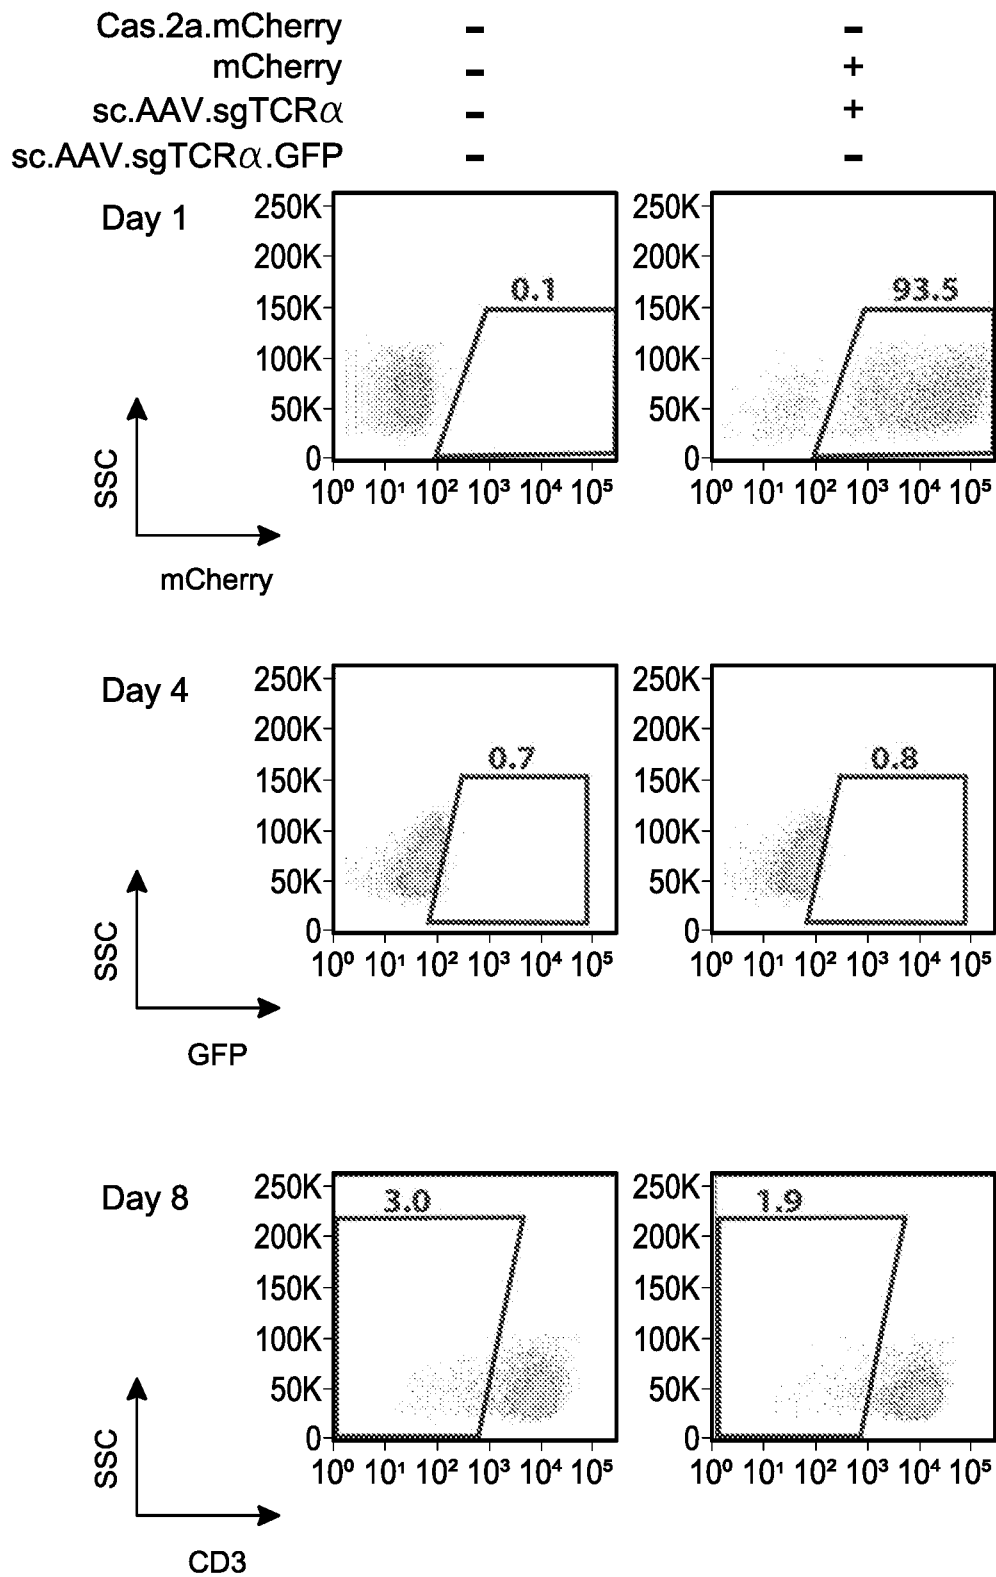 Cas.2a.mCherry - -
mCherry - +
sc.AAV.sgTCRα - +
sc.AAV.sgTCRα.GFP - -
Day 1
250K 250K
200K 200K
0.1 93.5
150K 150K
100K 100K
50K 50K
0 0
SSC
10⁰ 10¹ 10² 10³ 10⁴ 10⁵ 10⁰ 10¹ 10² 10³ 10⁴ 10⁵
mCherry
Day 4
250K 250K
200K 200K
0.7 0.8
150K 150K
100K 100K
50K 50K
0 0
SSC
10⁰ 10¹ 10² 10³ 10⁴ 10⁵ 10⁰ 10¹ 10² 10³ 10⁴ 10⁵
GFP
Day 8
250K 250K
3.0 1.9
200K 200K
150K 150K
100K 100K
50K 50K
0 0
SSC
10⁰ 10¹ 10² 10³ 10⁴ 10⁵ 10⁰ 10¹ 10² 10³ 10⁴ 10⁵
CD3